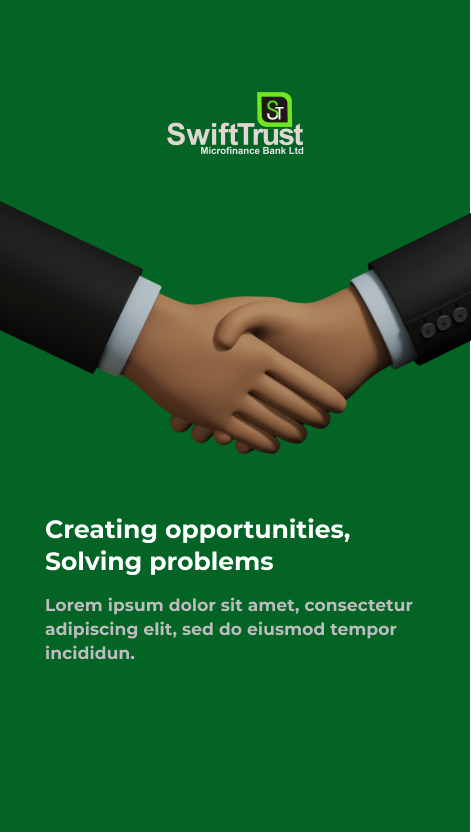 ST
SwiftTrust
Microfinance Bank Ltd
Creating opportunities,
Solving problems
Lorem ipsum dolor sit amet, consectetur
adipiscing elit, sed do eiusmod tempor
incididun.